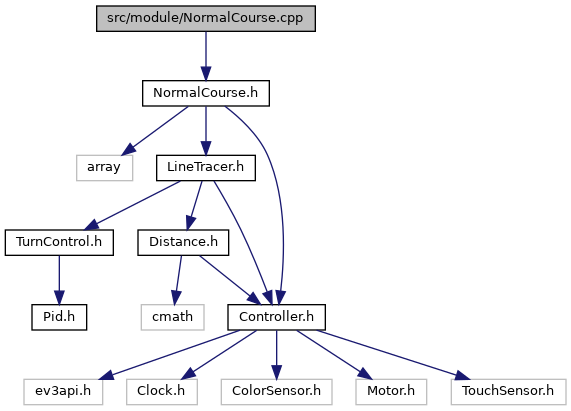 src/module/NormalCourse.cpp
NormalCourse.h
array
LineTracer.h
TurnControl.h
Distance.h
Pid.h
cmath
Controller.h
ev3api.h
Clock.h
ColorSensor.h
Motor.h
TouchSensor.h